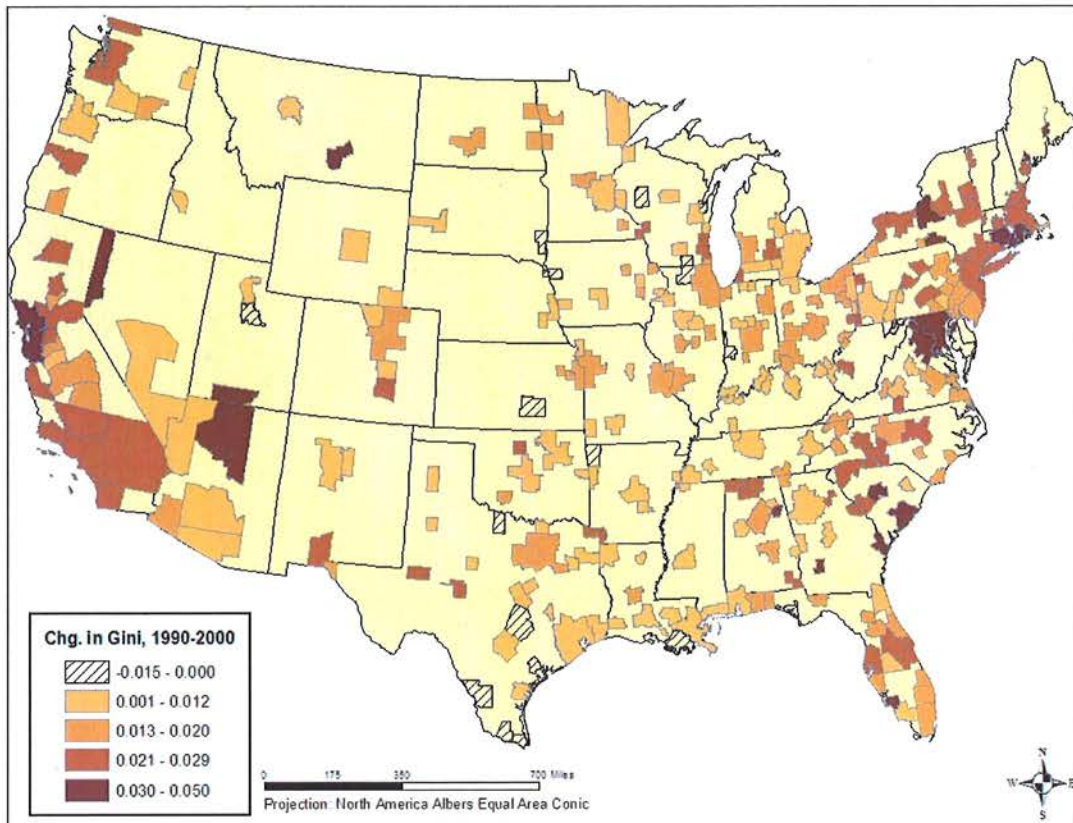 Chg. in Gini, 1990-2000
-0.015 - 0.000
0.001 - 0.012
0.013 - 0.020
0.021 - 0.029
0.030 - 0.050
0 175 350 700 Miles
Projection: North America Albers Equal Area Conic
N
W E
S